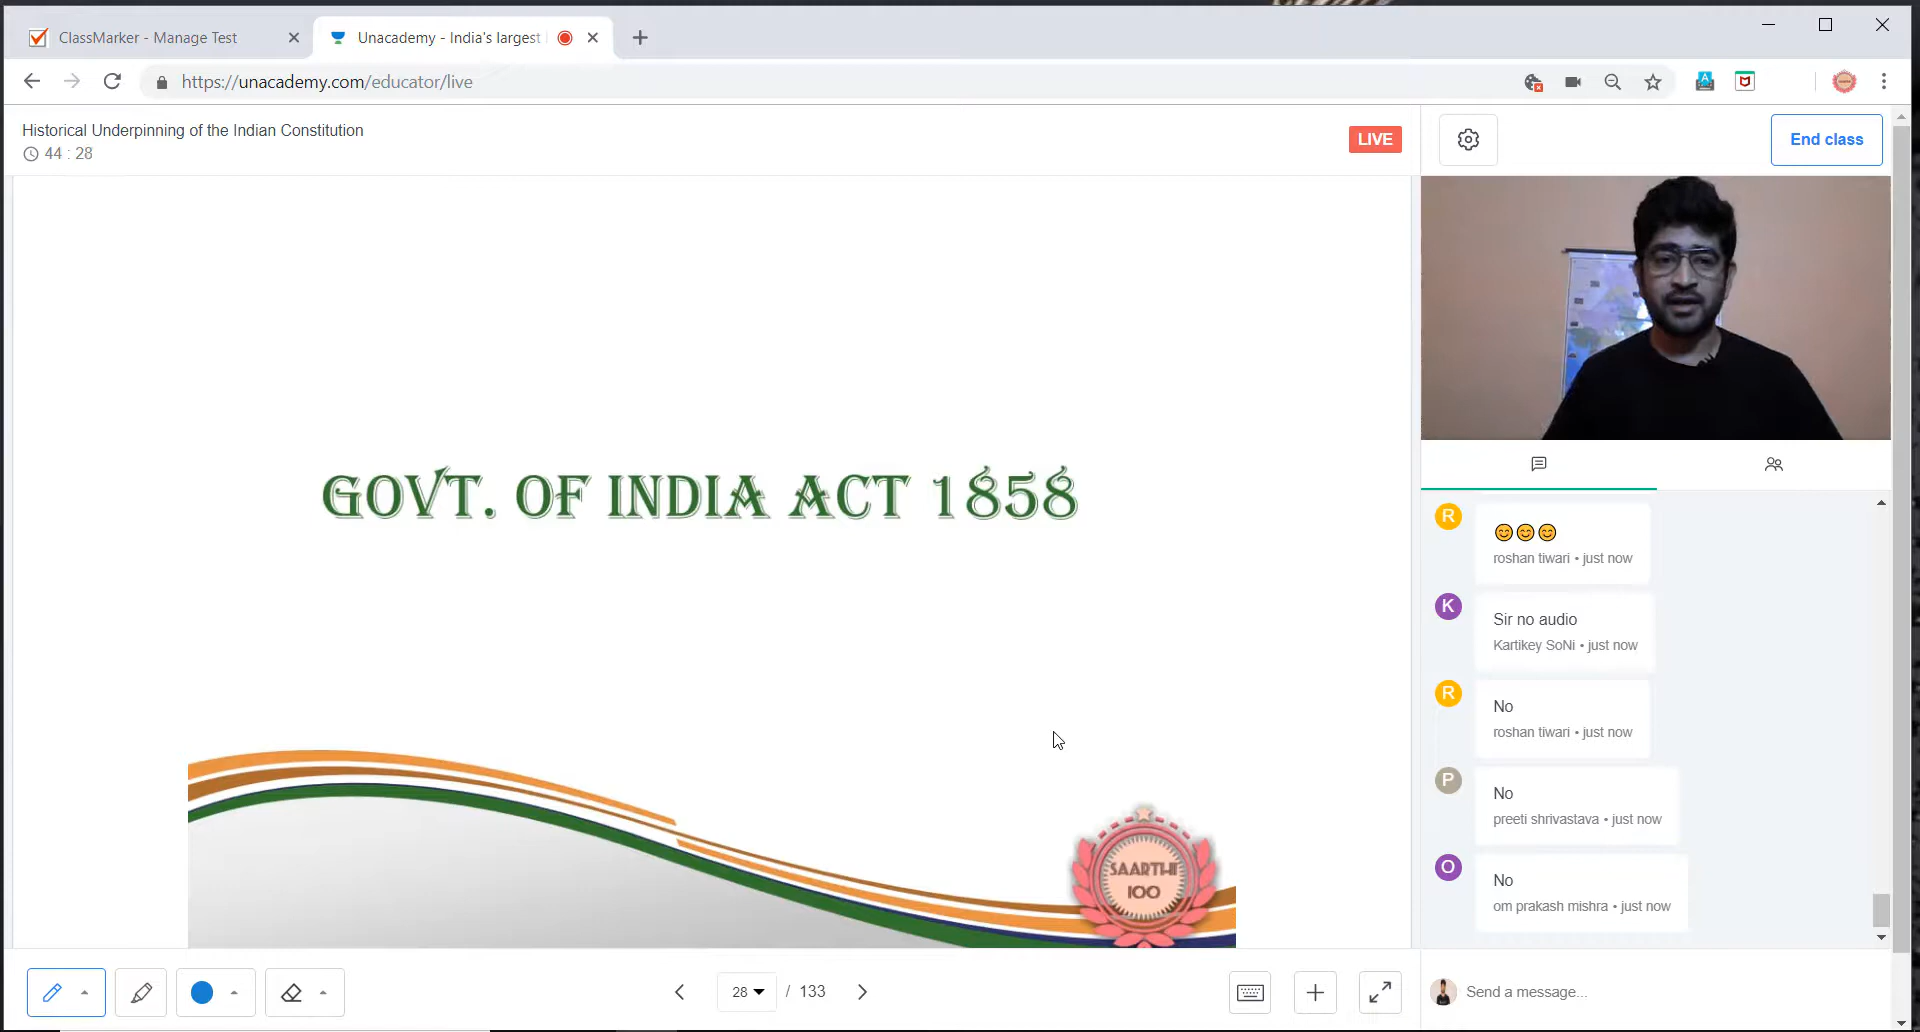 ClassMarker - Manage Test
Unacademy - India's largest
https://unacademy.com/educator/live
Historical Underpinning of the Indian Constitution
44 : 28
LIVE
End class
GOVT. OF INDIA ACT 1858
SAARTHI
100
R
😊😊😊
roshan tiwari • just now
K
Sir no audio
Kartikey SoNi • just now
R
No
roshan tiwari • just now
P
No
preeti shrivastava • just now
O
No
om prakash mishra • just now
28 / 133
Send a message...